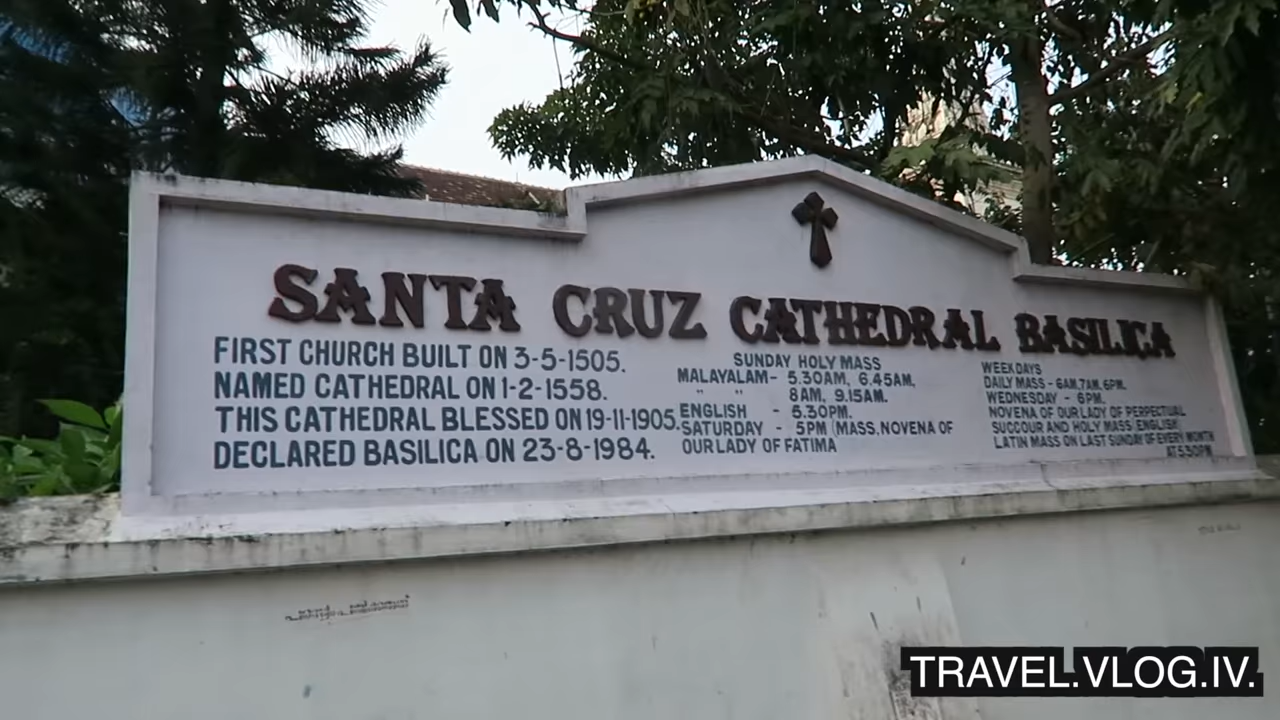 SANTA CRUZ CATHEDRAL BASILICA
FIRST CHURCH BUILT ON 3-5-1505.
NAMED CATHEDRAL ON 1-2-1558.
THIS CATHEDRAL BLESSED ON 19-11-1905.
DECLARED BASILICA ON 23-8-1984.
SUNDAY HOLY MASS
MALAYALAM- 5.30AM, 6.45AM,
" " 8AM, 9.15AM.
ENGLISH - 5.30PM.
SATURDAY - 5PM (MASS, NOVENA OF
OUR LADY OF FATIMA
WEEKDAYS
DAILY MASS - 6AM, 7AM, 6PM.
WEDNESDAY - 6PM.
NOVENA OF OUR LADY OF PERPECTUAL
SUCCOUR AND HOLY MASS (ENGLISH)
LATIN MASS ON LAST SUNDAY OF EVERY MONTH
AT 5.30PM
TRAVEL.VLOG.IV.